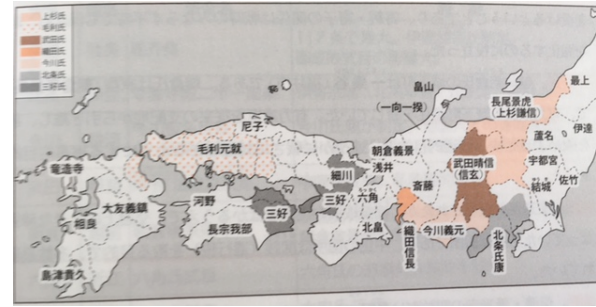 上杉氏
毛利氏
武田氏
織田氏
今川氏
北条氏
三好氏
畠山
(一向一揆)
長尾景虎
(上杉謙信)
最上
伊達
蘆名
尼子
毛利元就
朝倉義景
浅井
細川
武田晴信
(信玄)
宇都宮
結城
佐竹
竜造寺
大友義鎮
相良
島津貴久
河野
長宗我部
三好
三好
六角
北畠
斎藤
織田信長
今川義元
北条氏康